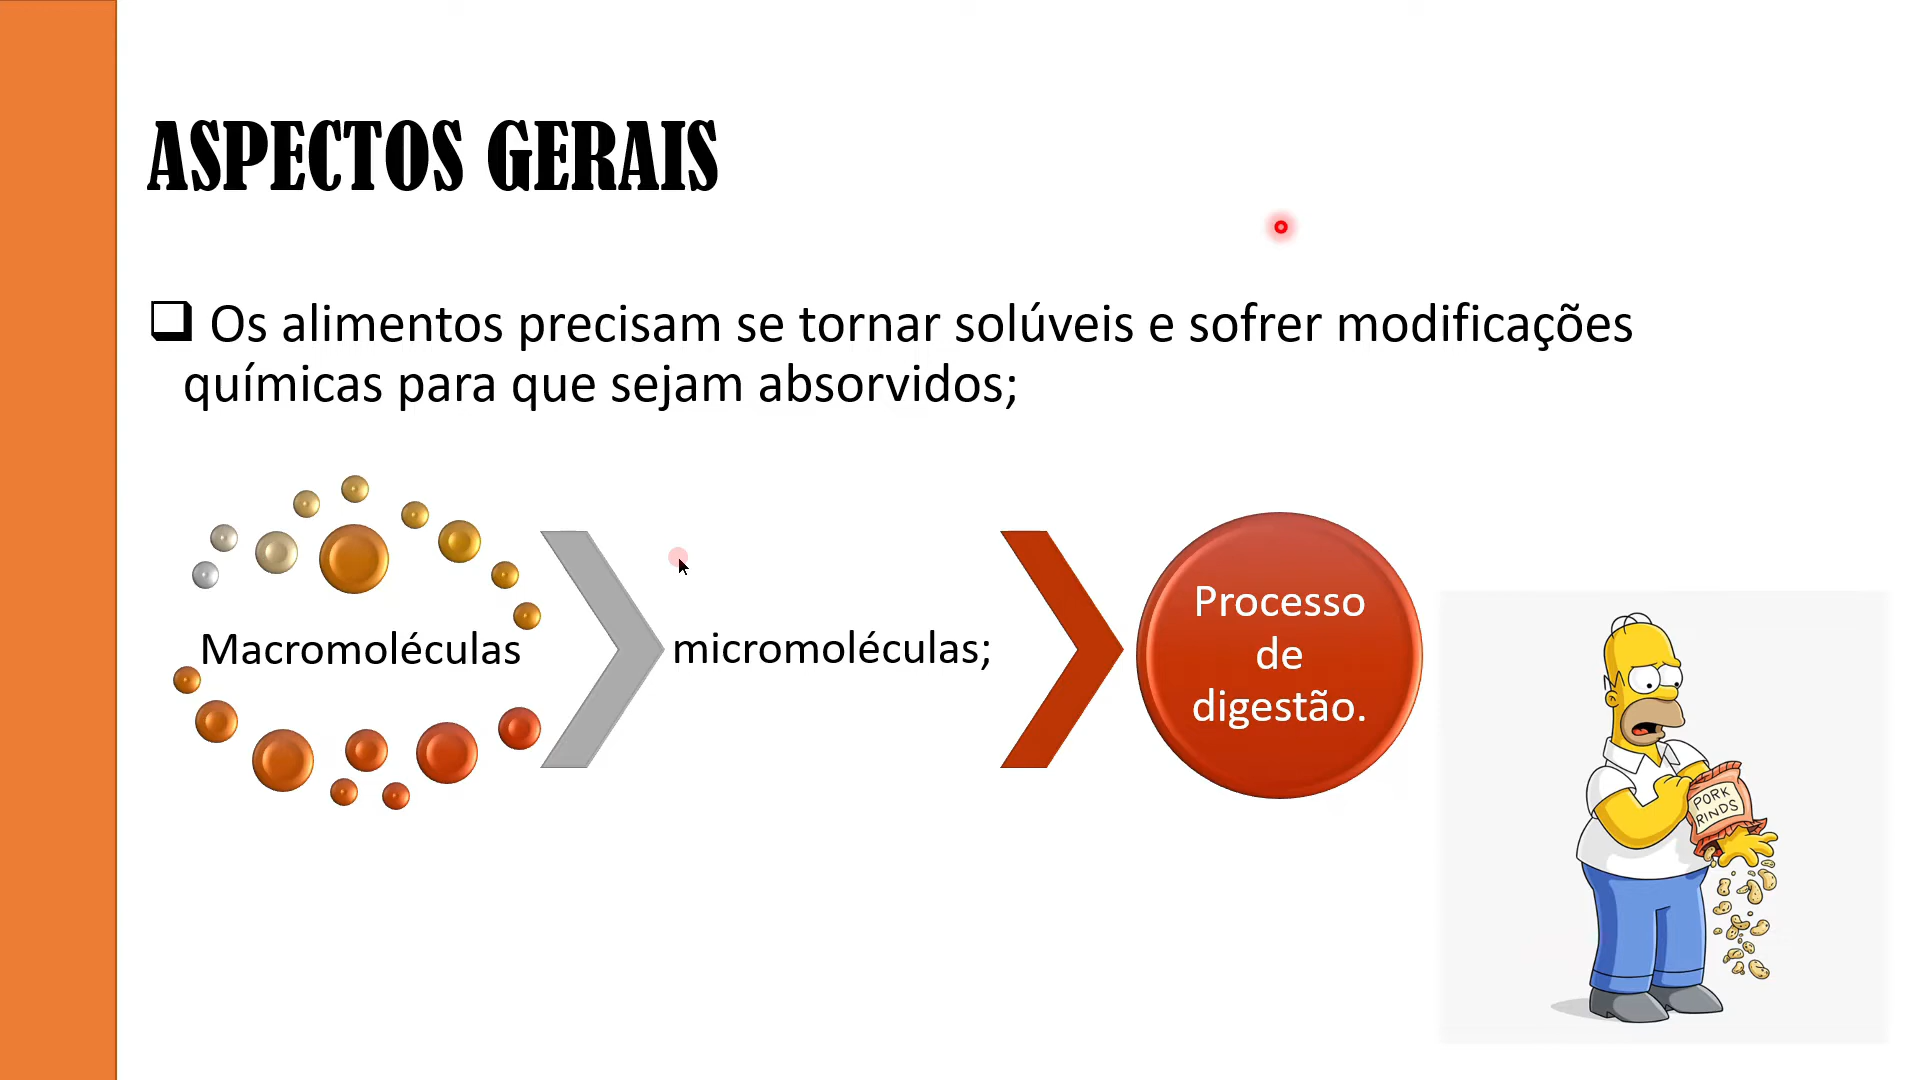 ASPECTOS GERAIS
Os alimentos precisam se tornar solúveis e sofrer modificações
químicas para que sejam absorvidos;
Macromoléculas
micromoléculas;
Processo
de
digestão.
PORK
RINDS